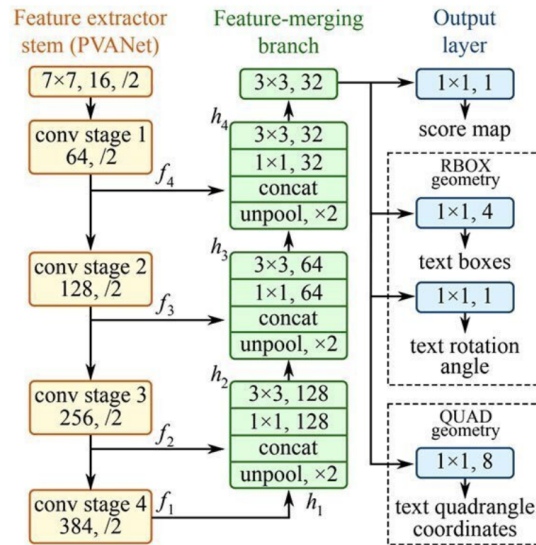 Feature extractor
stem (PVANet)
7×7, 16, /2
conv stage 1
64, /2
f4
conv stage 2
128, /2
f3
conv stage 3
256, /2
f2
conv stage 4
384, /2
f1
Feature-merging
branch
3×3, 32
h4
3×3, 32
1×1, 32
concat
unpool, ×2
h3
3×3, 64
1×1, 64
concat
unpool, ×2
h2
3×3, 128
1×1, 128
concat
unpool, ×2
h1
Output
layer
1×1, 1
score map
RBOX
geometry
1×1, 4
text boxes
1×1, 1
text rotation
angle
QUAD
geometry
1×1, 8
text quadrangle
coordinates